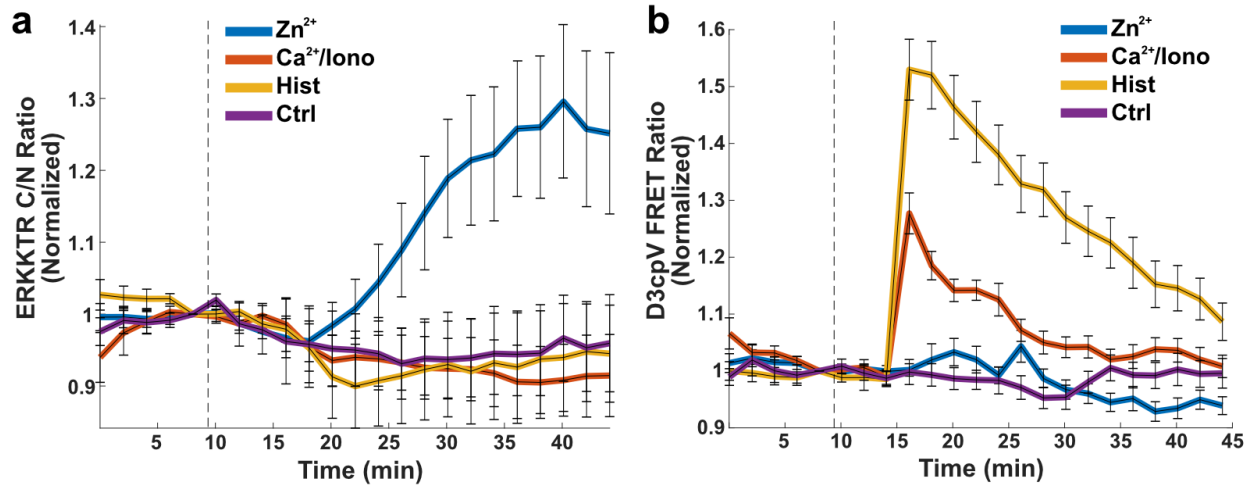 a
ERKKTR C/N Ratio
(Normalized)
1.4
1.3
1.2
1.1
1
0.9
Zn²⁺
Ca²⁺/Iono
Hist
Ctrl
5 10 15 20 25 30 35 40
Time (min)
b
D3cpV FRET Ratio
(Normalized)
1.6
1.5
1.4
1.3
1.2
1.1
1
0.9
Zn²⁺
Ca²⁺/Iono
Hist
Ctrl
5 10 15 20 25 30 35 40 45
Time (min)